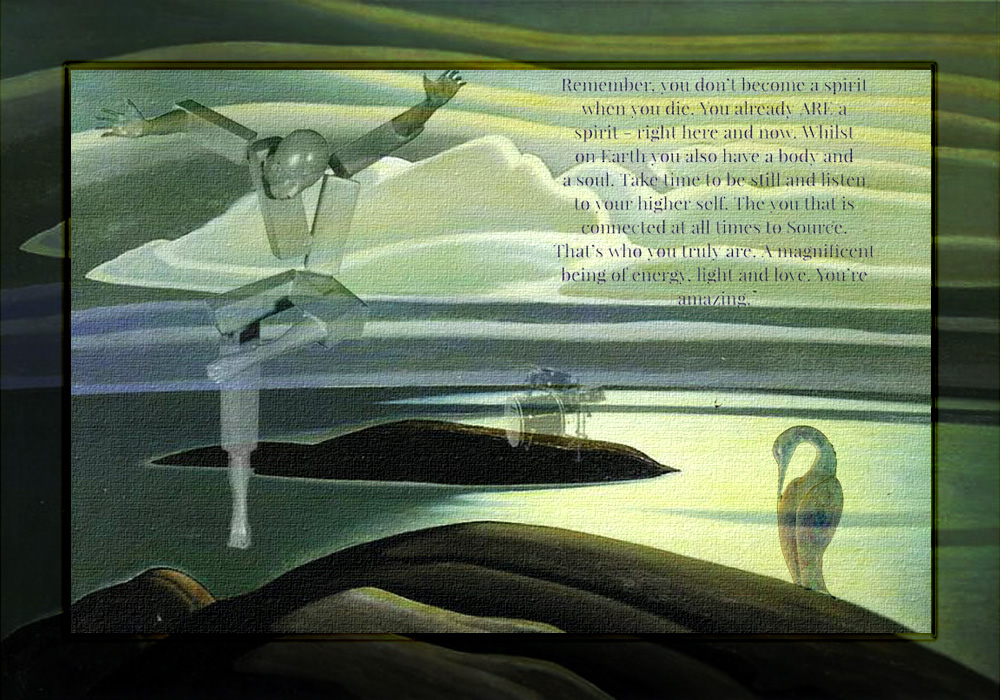 Remember, you don't become a spirit
when you die. You already ARE a
spirit – right here and now. Whilst
on Earth you also have a body and
a soul. Take time to be still and listen
to your higher self. The you that is
connected at all times to Source.
That's who you truly are. A magnificent
being of energy, light and love. You're
amazing."